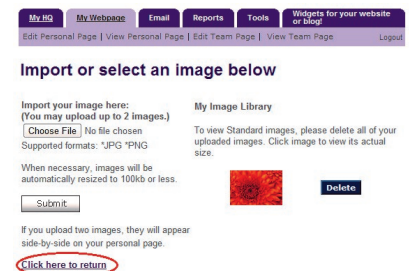 My HQ My Webpage Email Reports Tools Widgets for your website or blog!
Edit Personal Page | View Personal Page | Edit Team Page | View Team Page Logout
Import or select an image below
Import your image here:
(You may upload up to 2 images.)
Choose File No file chosen
Supported formats: *JPG *PNG
When necessary, images will be
automatically resized to 100kb or less.
Submit
If you upload two images, they will appear
side-by-side on your personal page.
Click here to return
My Image Library
To view Standard images, please delete all of your
uploaded images. Click image to view its actual
size.
Delete